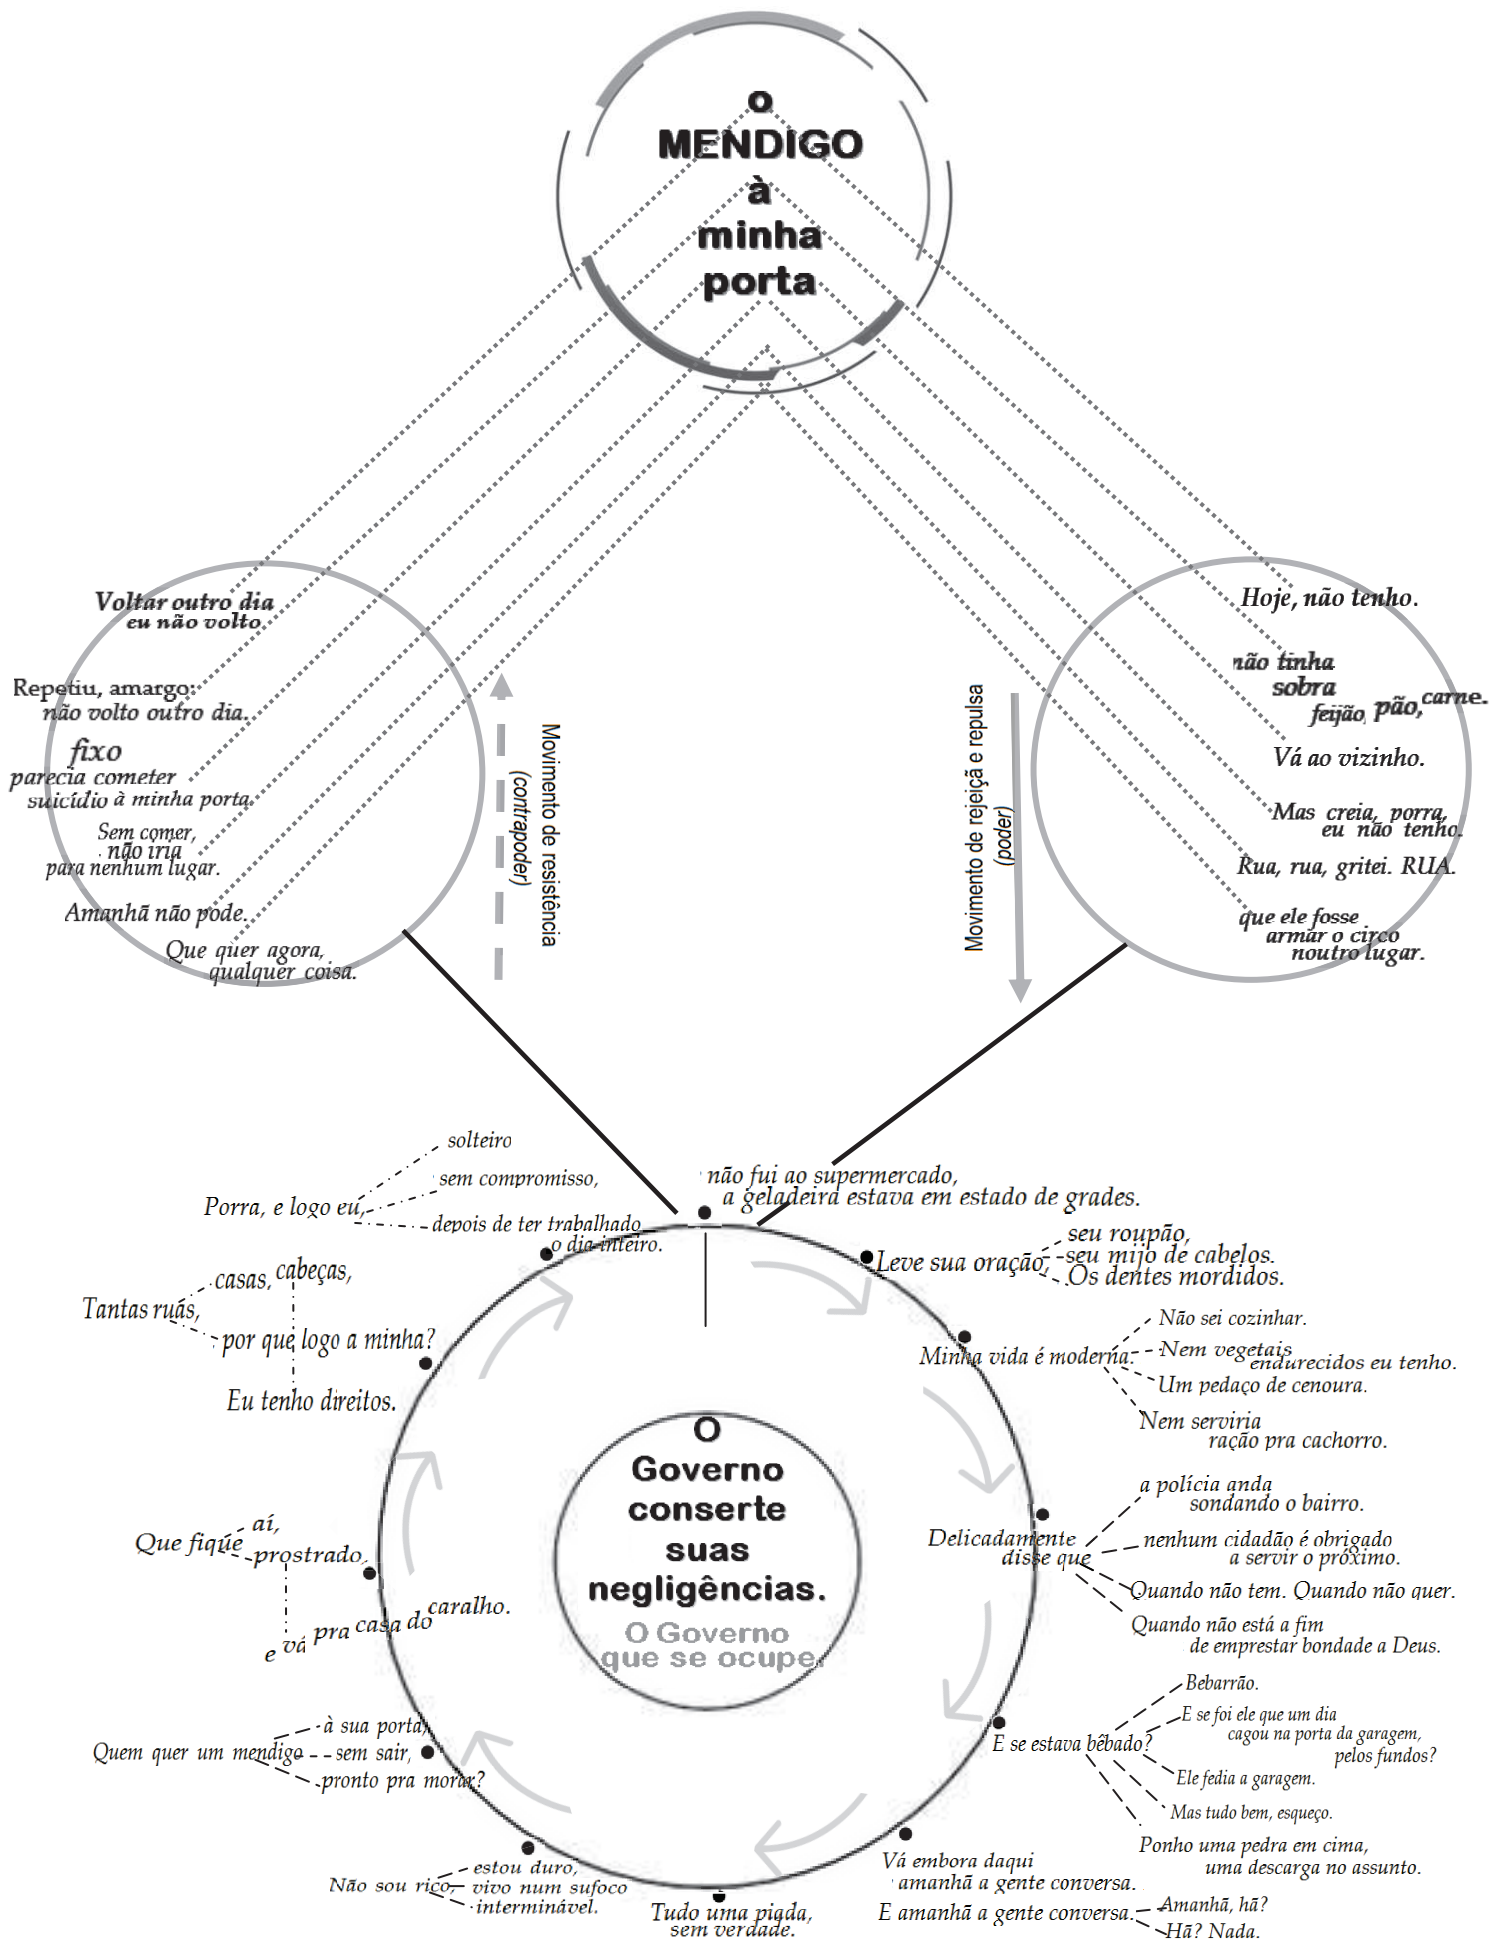 o
MENDIGO
à
minha
porta
Voltar outro dia
eu não volto
Repetiu, amargo:
não volto outro dia.
fixo
parecia cometer
suicídio à minha porta.
Sem comer,
não iria
para nenhum lugar.
Amanhã não pode.
Que quer agora,
qualquer coisa.
Movimento de resistência
(contrapoder)
Movimento de rejeiçã e repulsa
(poder)
Hoje, não tenho.
não tinha
sobra
feijão, pão, carne.
Vá ao vizinho.
Mas creia, porra,
eu não tenho.
Rua, rua, gritei. RUA.
que ele fosse
armar o circo
noutro lugar.
não fui ao supermercado,
a geladeira estava em estado de grades.
Leve sua oração,
seu roupão,
seu mijo de cabelos.
Os dentes mordidos.
Minha vida é moderna.
Não sei cozinhar.
Nem vegetais
endurecidos eu tenho.
Um pedaço de cenoura.
Nem serviria
ração pra cachorro.
Delicadamente
disse que
a polícia anda
sondando o bairro.
nenhum cidadão é obrigado
a servir o próximo.
Quando não tem. Quando não quer.
Quando não está a fim
de emprestar bondade a Deus.
E se estava bêbado?
Bebarrão.
E se foi ele que um dia
cagou na porta da garagem,
pelos fundos?
Ele fedia a garagem.
Mas tudo bem, esqueço.
Ponho uma pedra em cima,
uma descarga no assunto.
Vá embora daqui
amanhã a gente conversa.
E amanhã a gente conversa.
Amanhã, hã?
Hã? Nada.
Tudo uma piada,
sem verdade.
Não sou rico,
estou duro,
vivo num sufoco
interminável.
Quem quer um mendigo
à sua porta,
sem sair,
pronto pra morar?
Que fique
aí,
prostrado,
e vá pra casa do caralho.
Tantas ruas,
casas, cabeças,
por que logo a minha?
Eu tenho direitos.
Porra, e logo eu,
solteiro
sem compromisso,
depois de ter trabalhado
o dia inteiro.
O
Governo
conserte
suas
negligências.
O Governo
que se ocupe.